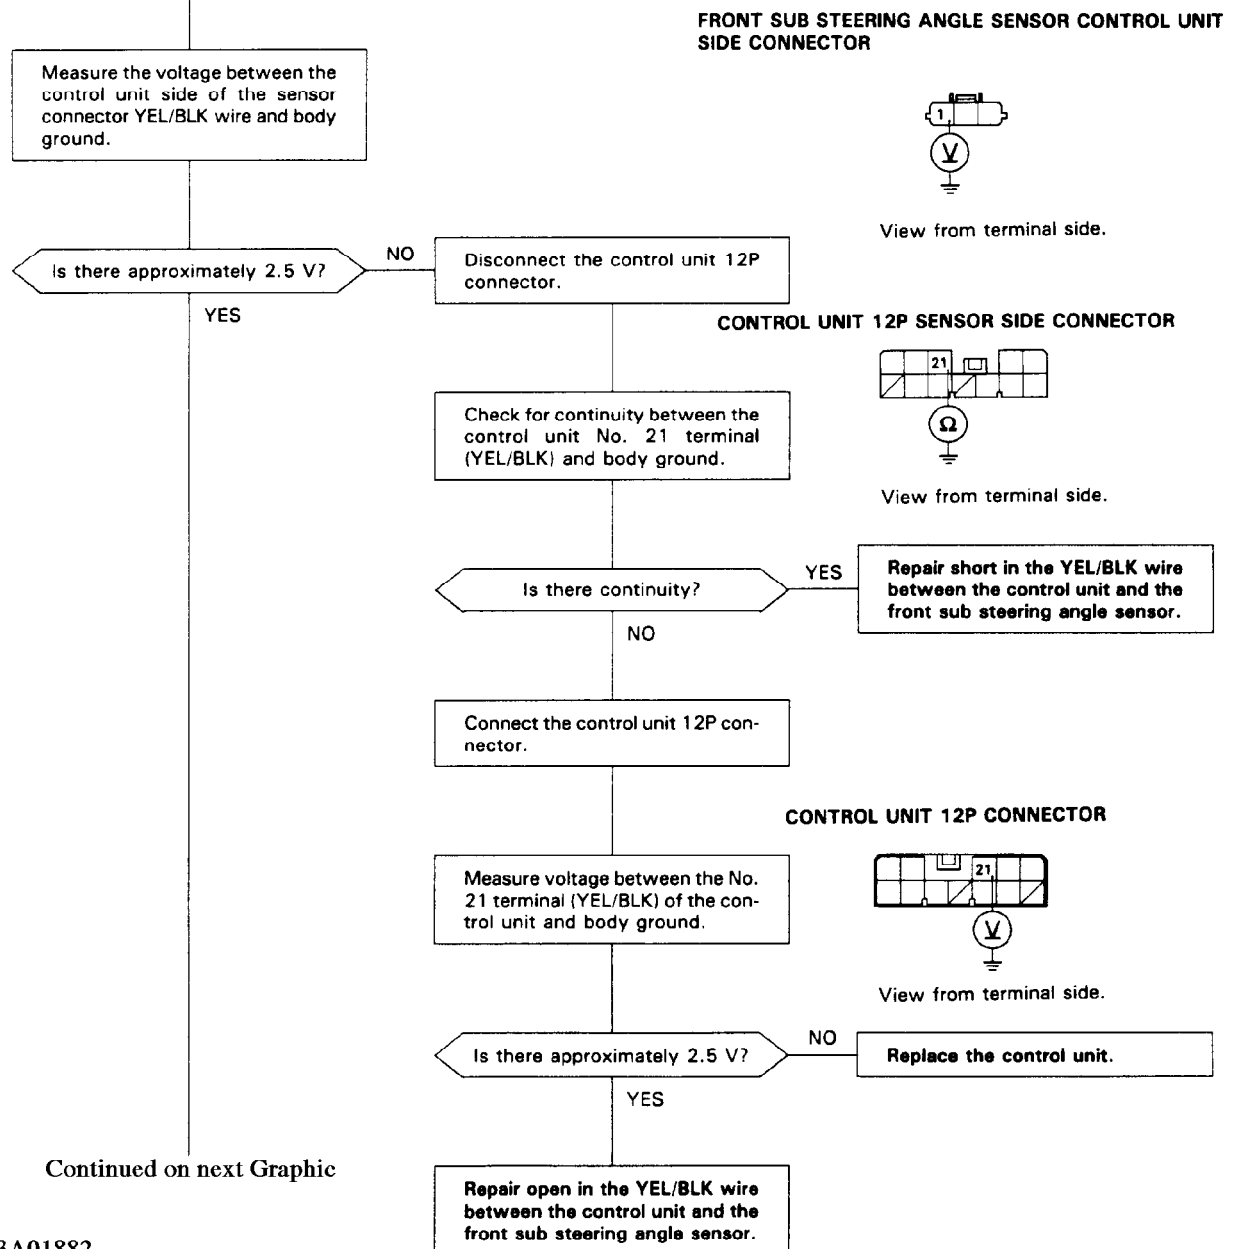 FRONT SUB STEERING ANGLE SENSOR CONTROL UNIT
SIDE CONNECTOR
Measure the voltage between the
control unit side of the sensor
connector YEL/BLK wire and body
ground.
1
V
View from terminal side.
Is there approximately 2.5 V?
NO
YES
Disconnect the control unit 12P
connector.
CONTROL UNIT 12P SENSOR SIDE CONNECTOR
21
Ω
View from terminal side.
Check for continuity between the
control unit No. 21 terminal
(YEL/BLK) and body ground.
Is there continuity?
YES
NO
Repair short in the YEL/BLK wire
between the control unit and the
front sub steering angle sensor.
Connect the control unit 12P con-
nector.
CONTROL UNIT 12P CONNECTOR
21
V
View from terminal side.
Measure voltage between the No.
21 terminal (YEL/BLK) of the con-
trol unit and body ground.
Is there approximately 2.5 V?
NO
YES
Replace the control unit.
Continued on next Graphic
Repair open in the YEL/BLK wire
between the control unit and the
front sub steering angle sensor.